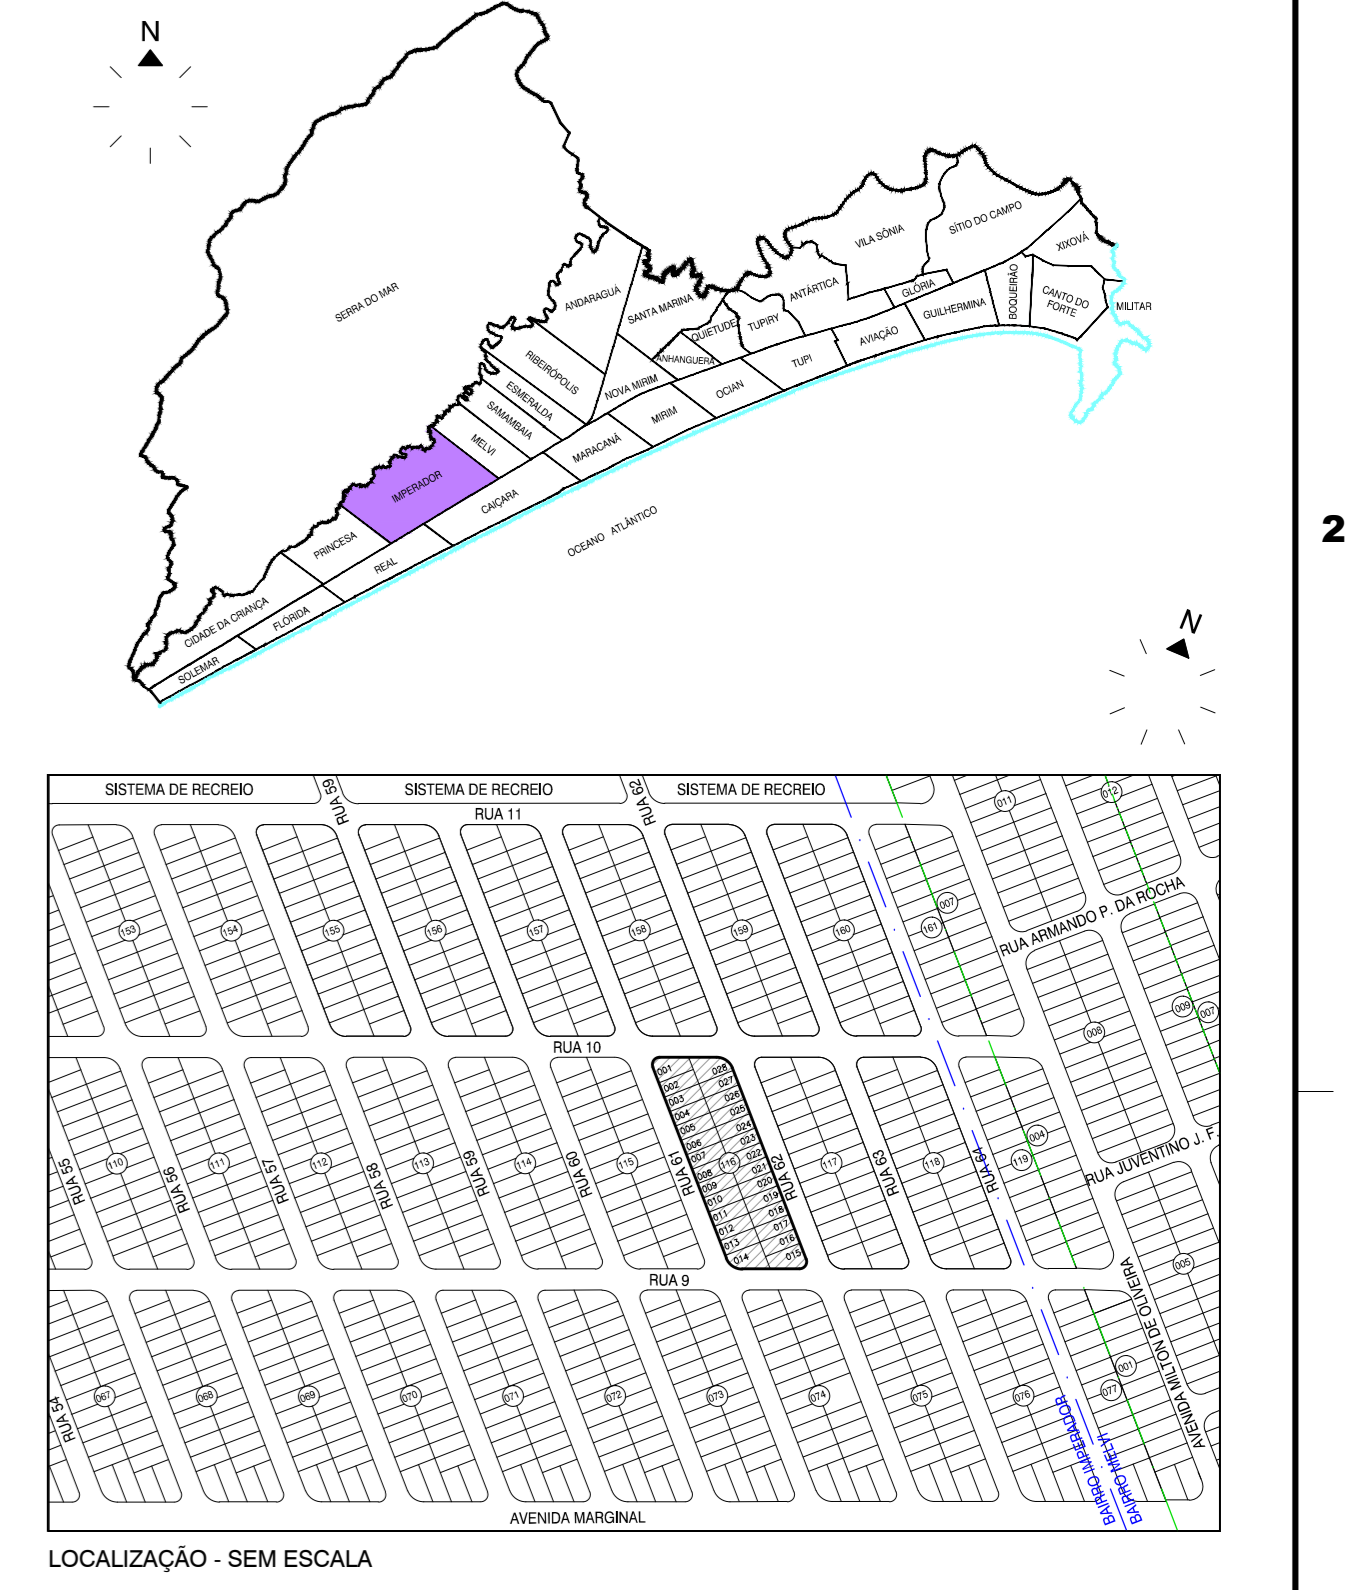 N
SERRA DO MAR
ANDARAGUÁ
SANTA MARINA
QUIETUDE
TUPIRY
ANTÁRTICA
VILA SÔNIA
SÍTIO DO CAMPO
XIXOVÁ
GLÓRIA
GUILHERMINA
BOQUEIRÃO
CANTO DO
FORTE
MILITAR
AVIAÇÃO
TUPI
OCIAN
MIRIM
ANHANGUERA
NOVA MIRIM
RIBEIRÓPOLIS
ESMERALDA
SAMAMBAIA
MELVI
MARACANÃ
CAIÇARA
IMPERADOR
PRINCESA
REAL
CIDADE DA CRIANÇA
FLÓRIDA
SOLEMAR
OCEANO ATLÂNTICO
2
N
SISTEMA DE RECREIO
RUA 59
SISTEMA DE RECREIO
RUA 62
SISTEMA DE RECREIO
RUA 11
011
012
153
154
155
156
157
158
159
160
161
007
RUA ARMANDO P. DA ROCHA
008
009
007
RUA 10
RUA 55
110
RUA 56
111
RUA 57
112
RUA 58
113
RUA 59
114
RUA 60
115
RUA 61
001
002
003
004
005
006
007
008
009
010
011
012
013
014
116
028
027
026
025
024
023
022
021
020
019
018
017
016
015
RUA 62
117
RUA 63
118
RUA 64
119
004
RUA JUVENTINO J. F.
005
RUA 9
RUA 54
067
068
069
070
071
072
073
074
075
076
077
001
AVENIDA MILTON DE OLIVEIRA
BAIRRO IMPERADOR
BAIRRO MELVI
AVENIDA MARGINAL
LOCALIZAÇÃO - SEM ESCALA